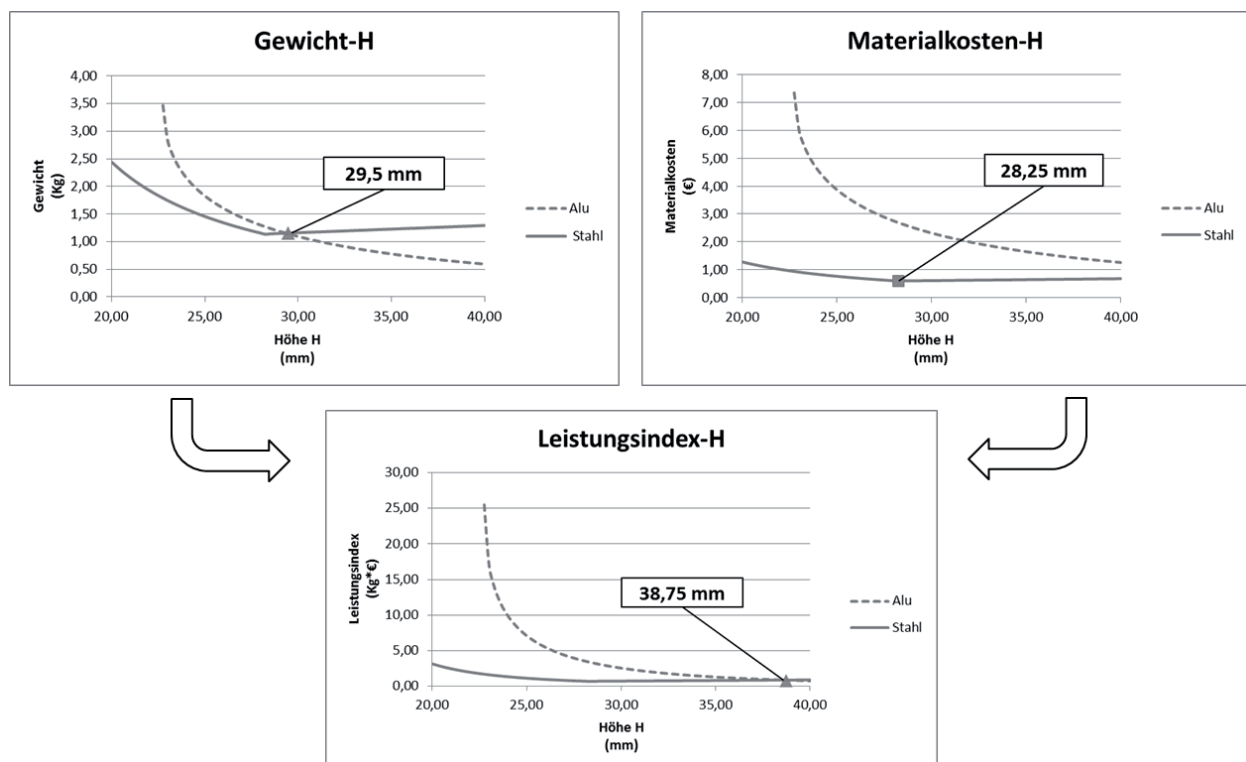 Gewicht-H
4,00
3,50
3,00
2,50
2,00
1,50
1,00
0,50
0,00
Gewicht
(Kg)
29,5 mm
Alu
Stahl
20,00 25,00 30,00 35,00 40,00
Höhe H
(mm)
Materialkosten-H
8,00
7,00
6,00
5,00
4,00
3,00
2,00
1,00
0,00
Materialkosten
(€)
28,25 mm
Alu
Stahl
20,00 25,00 30,00 35,00 40,00
Höhe H
(mm)
Leistungsindex-H
30,00
25,00
20,00
15,00
10,00
5,00
0,00
Leistungsindex
(Kg*€)
38,75 mm
Alu
Stahl
20,00 25,00 30,00 35,00 40,00
Höhe H
(mm)